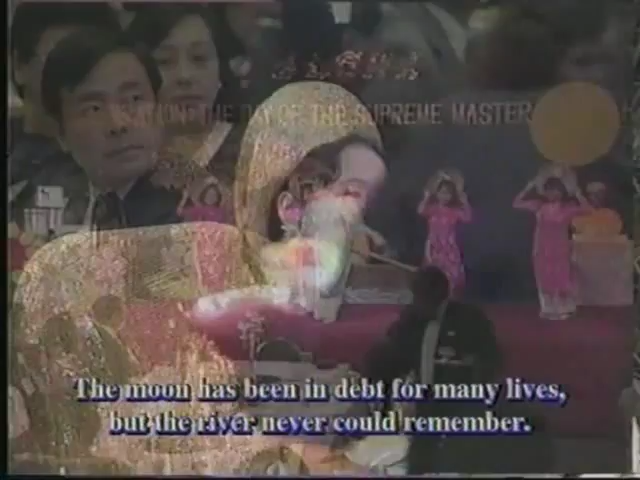 THE DAY OF THE SUPREME MASTER
The moon has been in debt for many lives,
but the river never could remember.